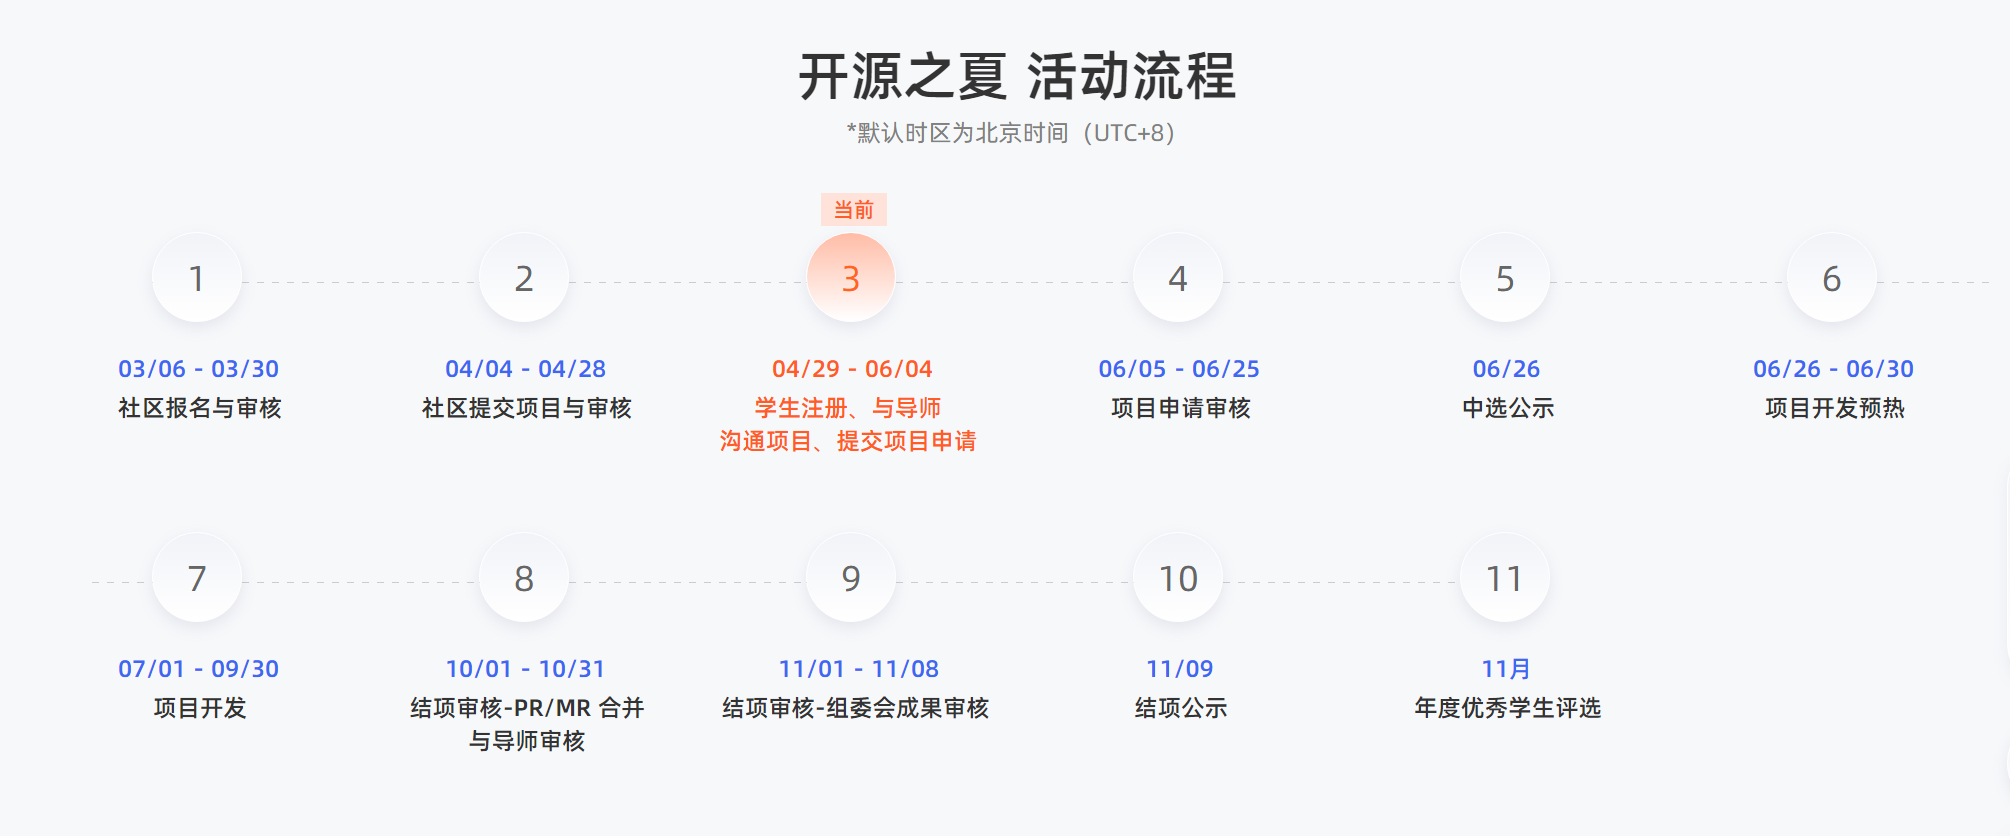 开源之夏 活动流程
*默认时区为北京时间（UTC+8）
当前
1
2
3
4
5
6
03/06 - 03/30
04/04 - 04/28
04/29 - 06/04
06/05 - 06/25
06/26
06/26 - 06/30
社区报名与审核
社区提交项目与审核
学生注册、与导师
沟通项目、提交项目申请
项目申请审核
中选公示
项目开发预热
7
8
9
10
11
07/01 - 09/30
10/01 - 10/31
11/01 - 11/08
11/09
11月
项目开发
结项审核-PR/MR 合并
与导师审核
结项审核-组委会成果审核
结项公示
年度优秀学生评选